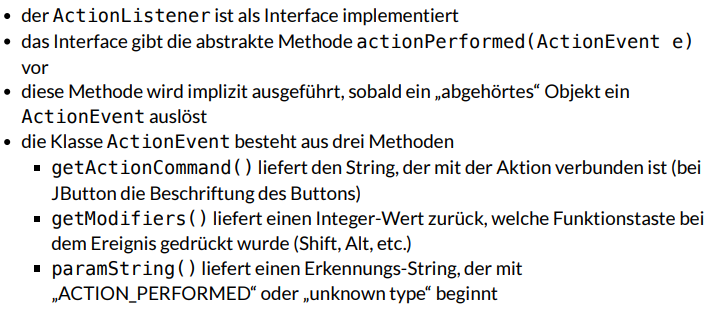 • der ActionListener ist als Interface implementiert
• das Interface gibt die abstrakte Methode actionPerformed(ActionEvent e)
vor
• diese Methode wird implizit ausgeführt, sobald ein „abgehörtes“ Objekt ein
ActionEvent auslöst
• die Klasse ActionEvent besteht aus drei Methoden
▪ getActionCommand() liefert den String, der mit der Aktion verbunden ist (bei
JButton die Beschriftung des Buttons)
▪ getModifiers() liefert einen Integer-Wert zurück, welche Funktionstaste bei
dem Ereignis gedrückt wurde (Shift, Alt, etc.)
▪ paramString() liefert einen Erkennungs-String, der mit
„ACTION_PERFORMED“ oder „unknown type“ beginnt